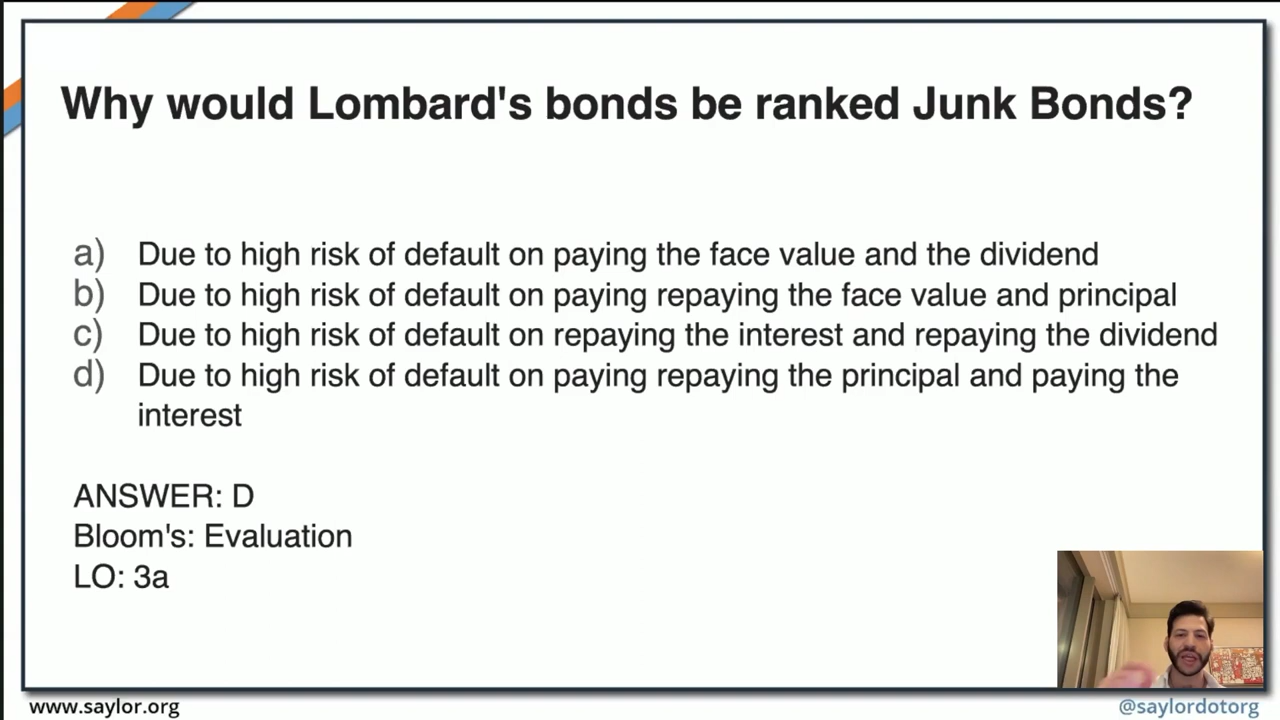 Why would Lombard's bonds be ranked Junk Bonds?
a) Due to high risk of default on paying the face value and the dividend
b) Due to high risk of default on paying repaying the face value and principal
c) Due to high risk of default on repaying the interest and repaying the dividend
d) Due to high risk of default on paying repaying the principal and paying the
interest
ANSWER: D
Bloom's: Evaluation
LO: 3a
www.saylor.org
@saylordotorg